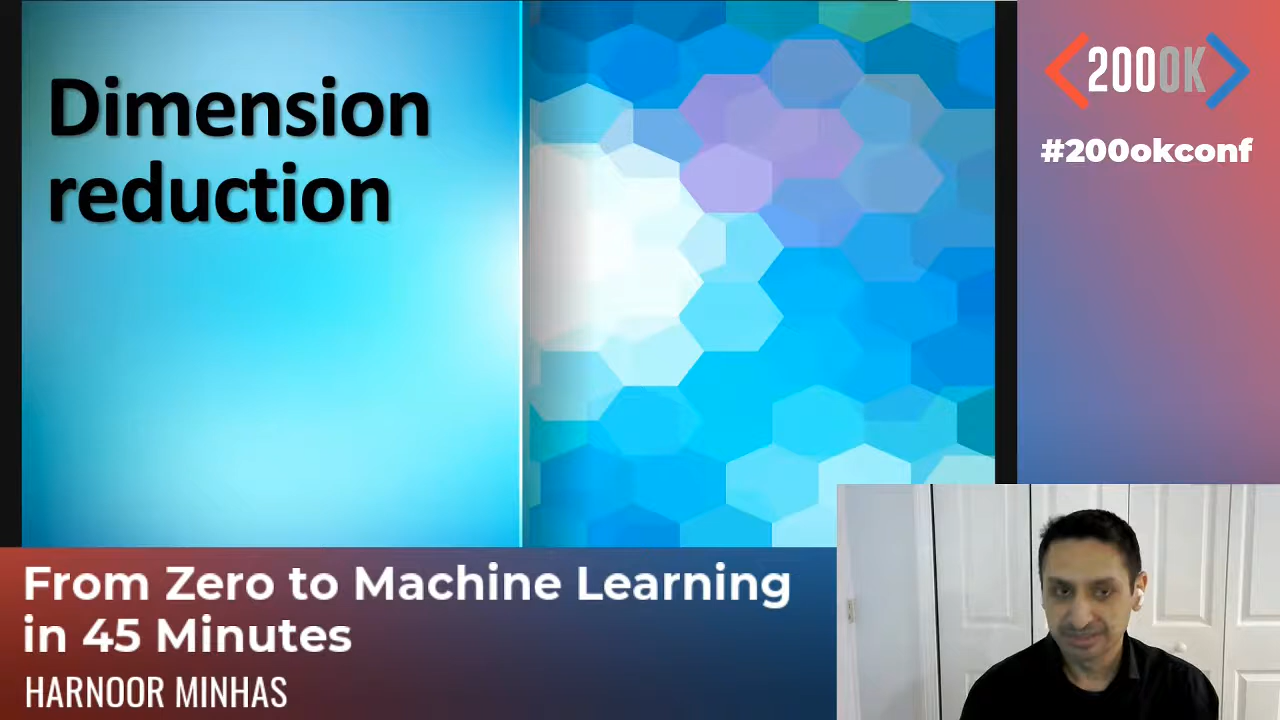 Dimension
reduction
200OK
#200okconf
From Zero to Machine Learning
in 45 Minutes
HARNOOR MINHAS